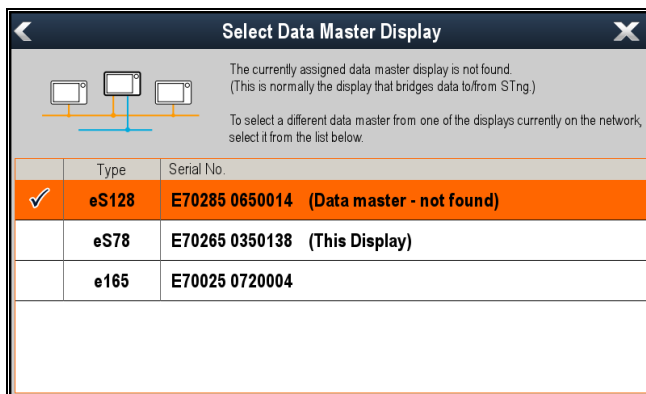 Select Data Master Display
The currently assigned data master display is not found.
(This is normally the display that bridges data to/from STng.)
To select a different data master from one of the displays currently on the network,
select it from the list below.
Type Serial No.
eS128 E70285 0650014 (Data master - not found)
eS78 E70265 0350138 (This Display)
e165 E70025 0720004